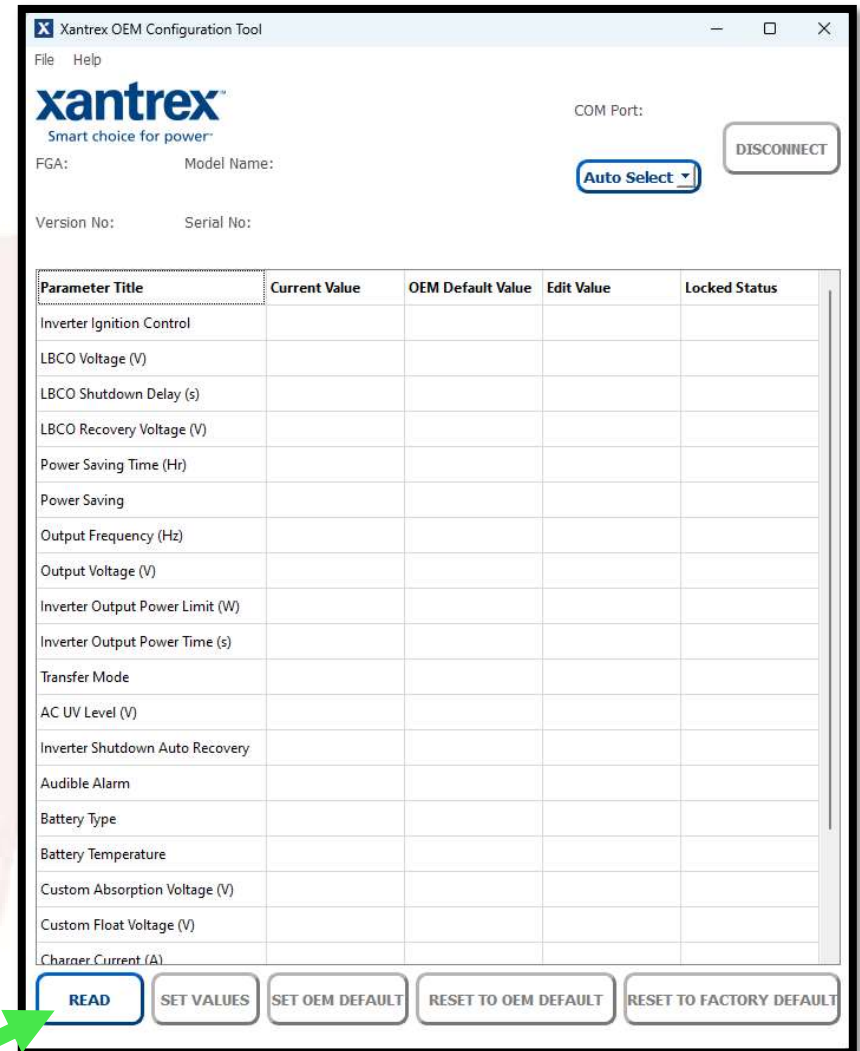 Xantrex OEM Configuration Tool
File Help
xantrex™
Smart choice for power™
COM Port:
DISCONNECT
FGA: Model Name:
Auto Select
Version No: Serial No:
Parameter Title Current Value OEM Default Value Edit Value Locked Status
Inverter Ignition Control
LBCO Voltage (V)
LBCO Shutdown Delay (s)
LBCO Recovery Voltage (V)
Power Saving Time (Hr)
Power Saving
Output Frequency (Hz)
Output Voltage (V)
Inverter Output Power Limit (W)
Inverter Output Power Time (s)
Transfer Mode
AC UV Level (V)
Inverter Shutdown Auto Recovery
Audible Alarm
Battery Type
Battery Temperature
Custom Absorption Voltage (V)
Custom Float Voltage (V)
Charger Current (A)
READ SET VALUES SET OEM DEFAULT RESET TO OEM DEFAULT RESET TO FACTORY DEFAULT